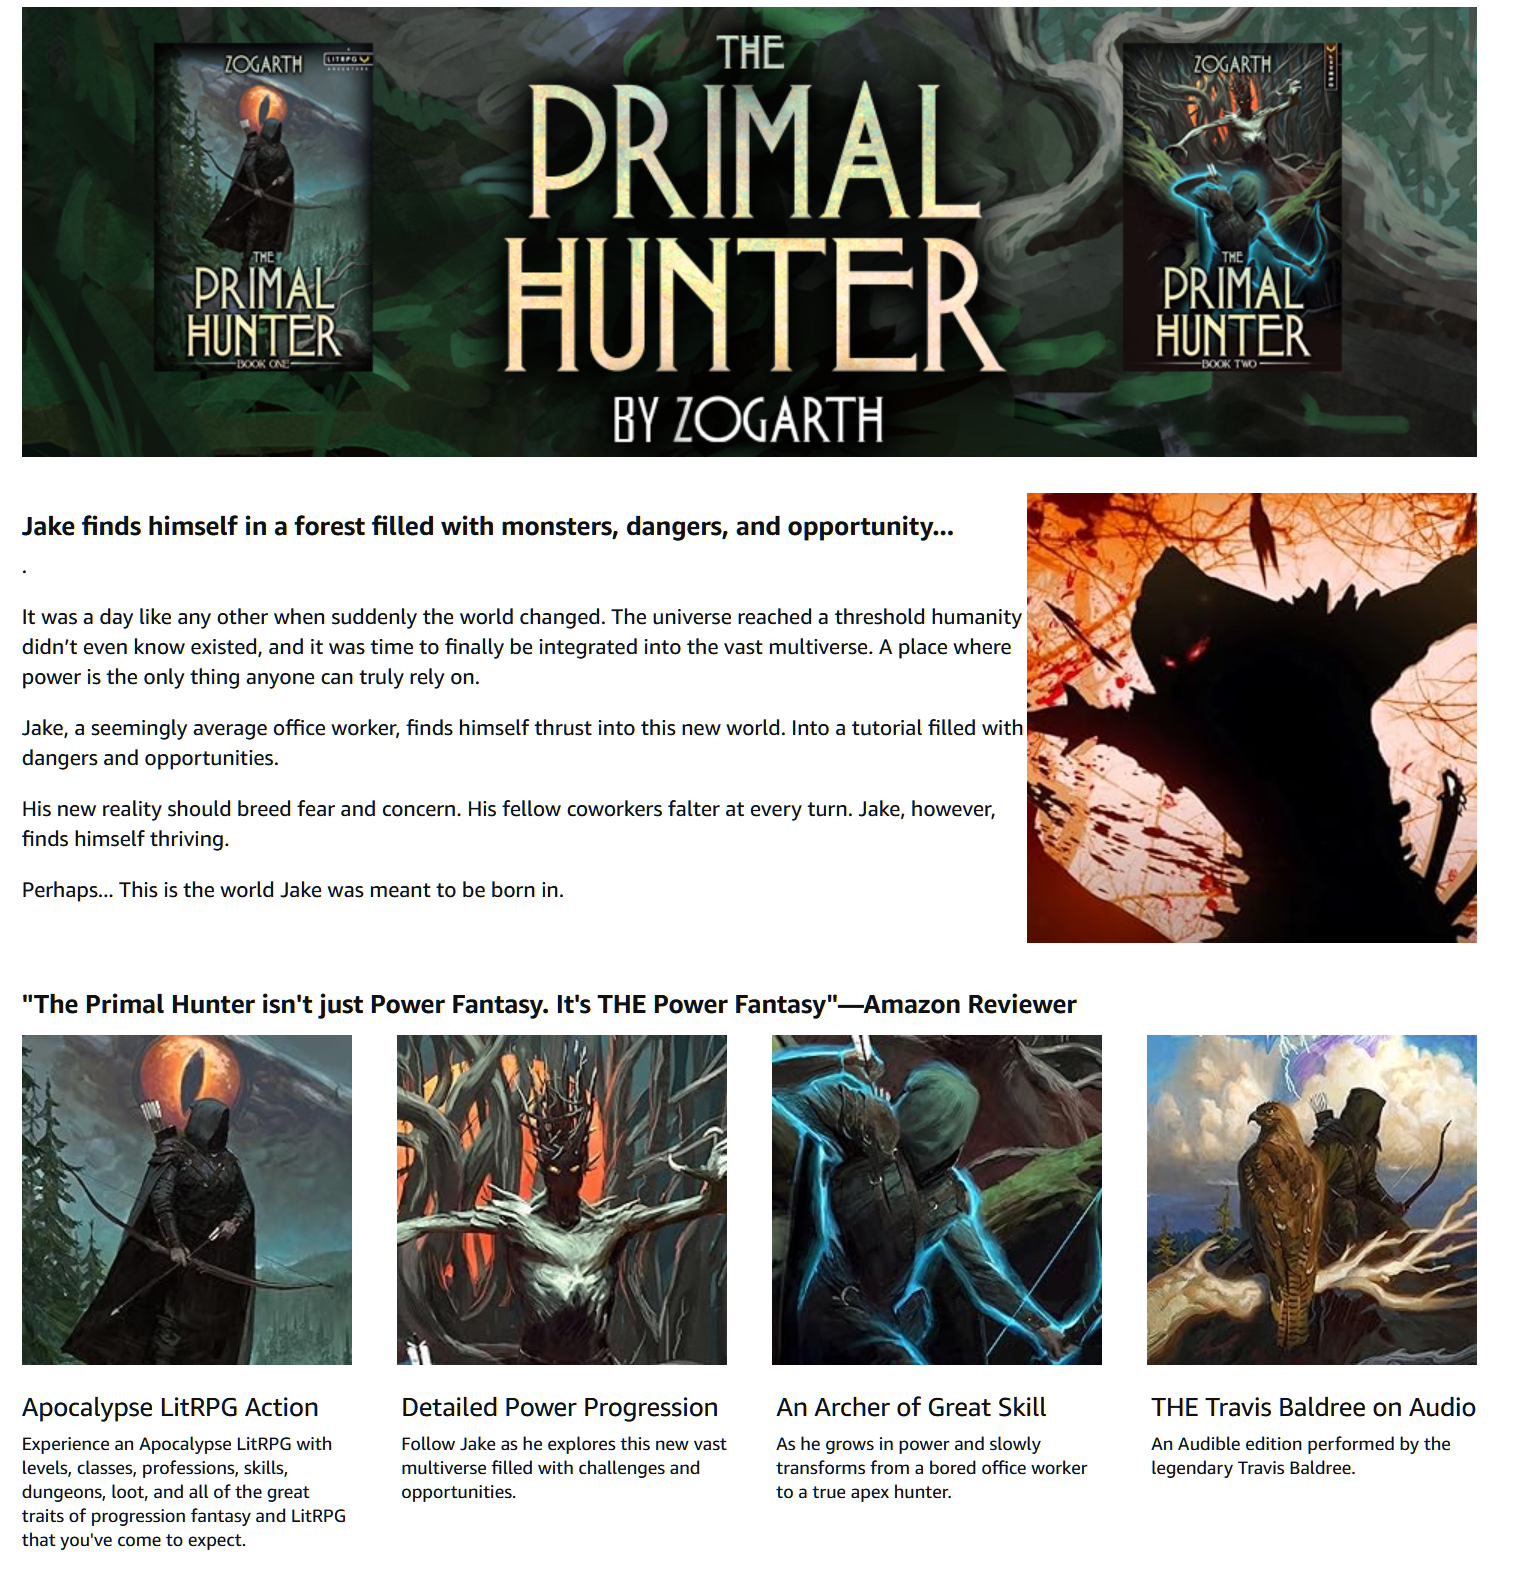 ZOGARTH
LITRPG
ADVENTURE
THE
PRIMAL
HUNTER
BOOK ONE
THE
PRIMAL
HUNTER
BY ZOGARTH
ZOGARTH
LITRPG
THE
PRIMAL
HUNTER
BOOK TWO
Jake finds himself in a forest filled with monsters, dangers, and opportunity...
.
It was a day like any other when suddenly the world changed. The universe reached a threshold humanity
didn’t even know existed, and it was time to finally be integrated into the vast multiverse. A place where
power is the only thing anyone can truly rely on.
Jake, a seemingly average office worker, finds himself thrust into this new world. Into a tutorial filled with
dangers and opportunities.
His new reality should breed fear and concern. His fellow coworkers falter at every turn. Jake, however,
finds himself thriving.
Perhaps... This is the world Jake was meant to be born in.
"The Primal Hunter isn't just Power Fantasy. It's THE Power Fantasy"—Amazon Reviewer
Apocalypse LitRPG Action
Experience an Apocalypse LitRPG with
levels, classes, professions, skills,
dungeons, loot, and all of the great
traits of progression fantasy and LitRPG
that you've come to expect.
Detailed Power Progression
Follow Jake as he explores this new vast
multiverse filled with challenges and
opportunities.
An Archer of Great Skill
As he grows in power and slowly
transforms from a bored office worker
to a true apex hunter.
THE Travis Baldree on Audio
An Audible edition performed by the
legendary Travis Baldree.